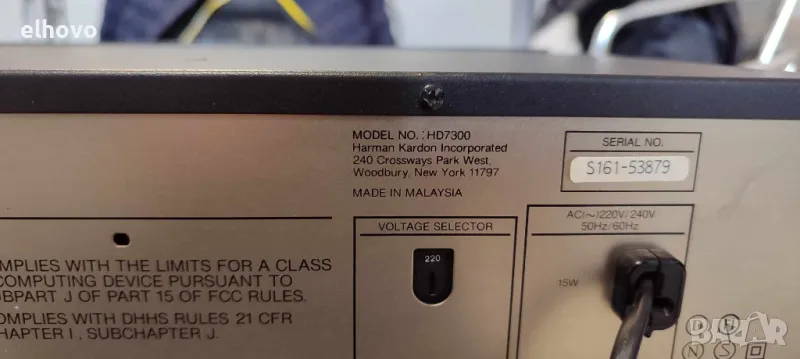 elhovo
MODEL NO.: HD7300
Harman Kardon Incorporated
240 Crossways Park West,
Woodbury, New York 11797
MADE IN MALAYSIA
SERIAL NO.
S161-53879
VOLTAGE SELECTOR
220
AC~220V/240V
50Hz/60Hz
15W
MPLIES WITH THE LIMITS FOR A CLASS
COMPUTING DEVICE PURSUANT TO
BPART J OF PART 15 OF FCC RULES.
MPLIES WITH DHHS RULES 21 CFR
HAPTER I, SUBCHAPTER J.
D H
N S
BAZAR.BG